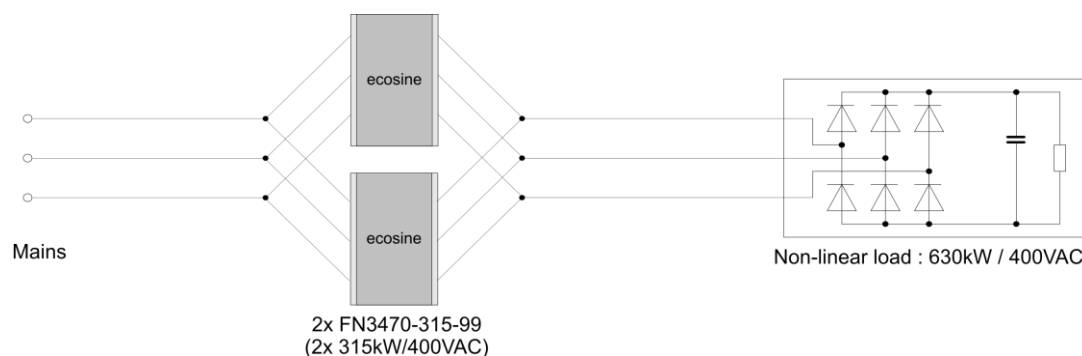 ecosine
ecosine
Mains
Non-linear load : 630kW / 400VAC
2x FN3470-315-99
(2x 315kW/400VAC)